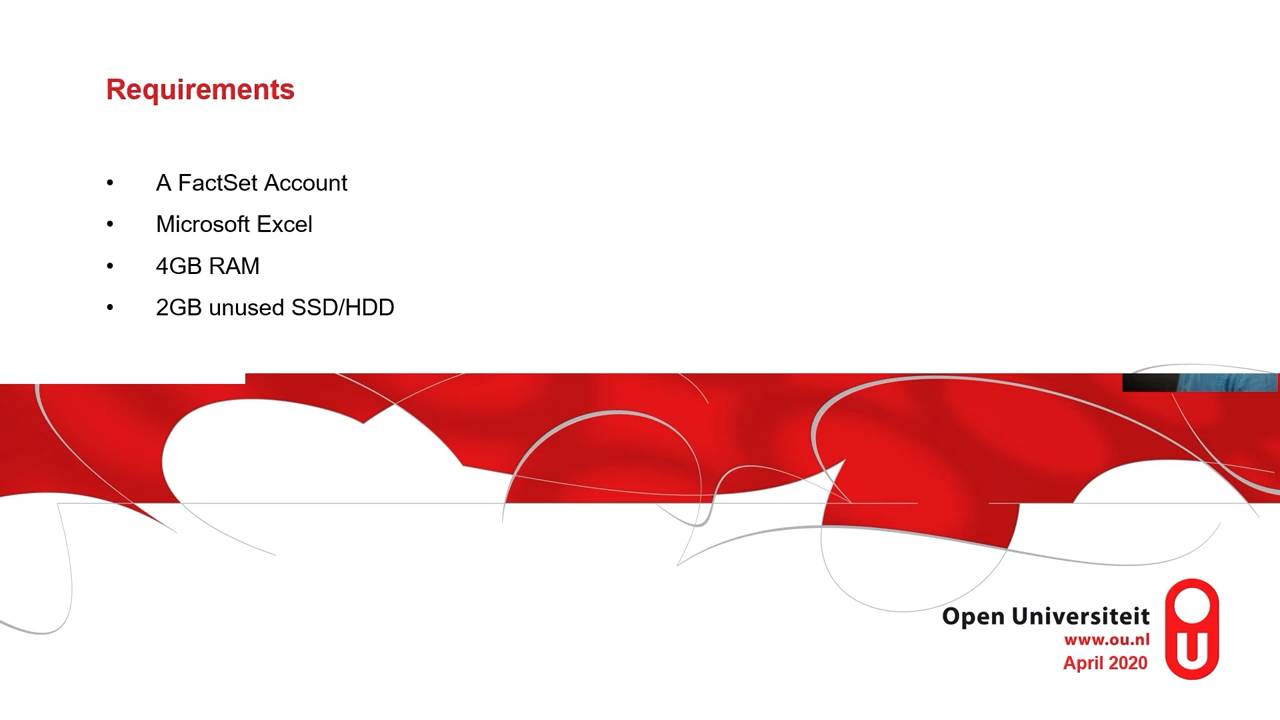 Requirements
• A FactSet Account
• Microsoft Excel
• 4GB RAM
• 2GB unused SSD/HDD
Open Universiteit
www.ou.nl
April 2020